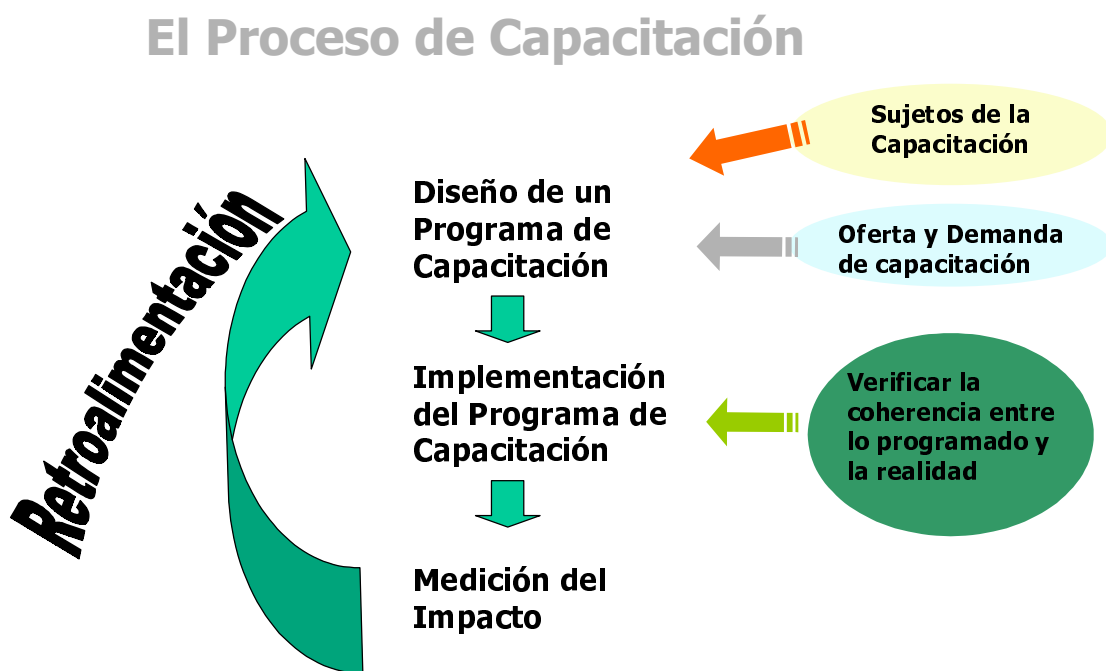 El Proceso de Capacitación
Sujetos de la
Capacitación
Diseño de un
Programa de
Capacitación
Oferta y Demanda
de capacitación
Retroalimentación
Implementación
del Programa de
Capacitación
Verificar la
coherencia entre
lo programado y
la realidad
Medición del
Impacto